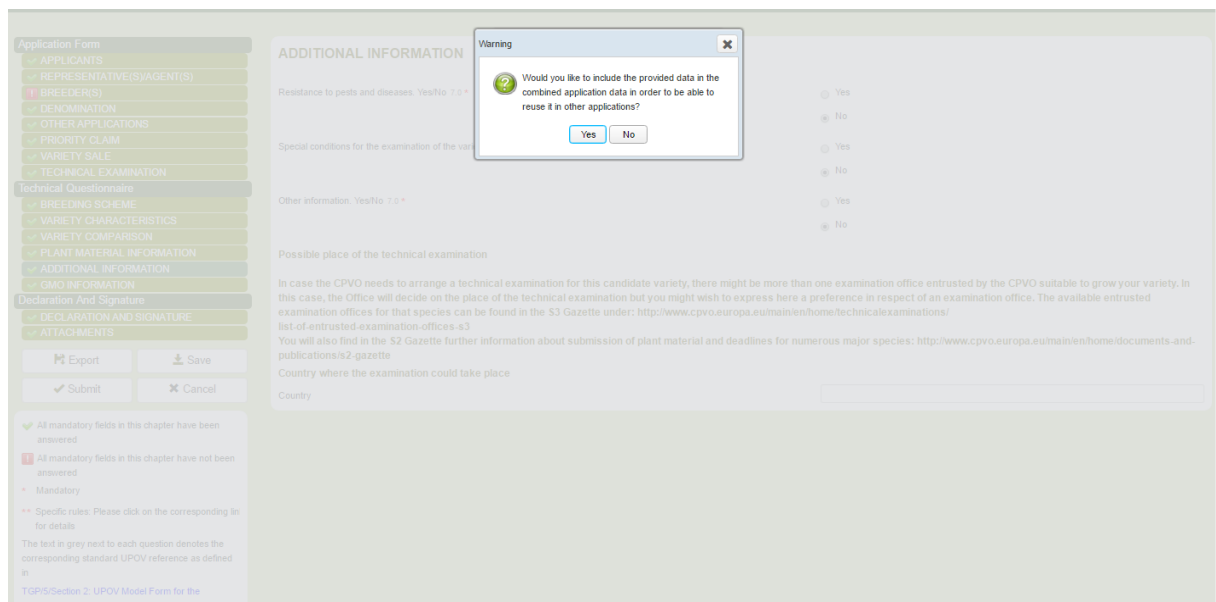 Application Form
APPLICANTS
REPRESENTATIVE(S)/AGENT(S)
BREEDER(S)
DENOMINATION
OTHER APPLICATIONS
PRIORITY CLAIM
VARIETY SALE
TECHNICAL EXAMINATION
Technical Questionnaire
BREEDING SCHEME
VARIETY CHARACTERISTICS
VARIETY COMPARISON
PLANT MATERIAL INFORMATION
ADDITIONAL INFORMATION
GMO INFORMATION
Declaration And Signature
DECLARATION AND SIGNATURE
ATTACHMENTS
Export Save
Submit Cancel
All mandatory fields in this chapter have been
answered
All mandatory fields in this chapter have not been
answered
* Mandatory
** Specific rules: Please click on the corresponding lin
for details
The text in grey next to each question denotes the
corresponding standard UPOV reference as defined
in
TGP/5/Section 2: UPOV Model Form for the
ADDITIONAL INFORMATION
Warning
Would you like to include the provided data in the
combined application data in order to be able to
reuse it in other applications?
Yes No
Resistance to pests and diseases. Yes/No *
Yes
No
Special conditions for the examination of the vari
Yes
No
Other information. Yes/No *
Yes
No
Possible place of the technical examination
In case the CPVO needs to arrange a technical examination for this candidate variety, there might be more than one examination office entrusted by the CPVO suitable to grow your variety. In
this case, the Office will decide on the place of the technical examination but you might wish to express here a preference in respect of an examination office. The available entrusted
examination offices for that species can be found in the S3 Gazette under: http://www.cpvo.europa.eu/main/en/home/technicalexaminations/
list-of-entrusted-examination-offices-s3
You will also find in the S2 Gazette further information about submission of plant material and deadlines for numerous major species: http://www.cpvo.europa.eu/main/en/home/documents-and-
publications/s2-gazette
Country where the examination could take place
Country